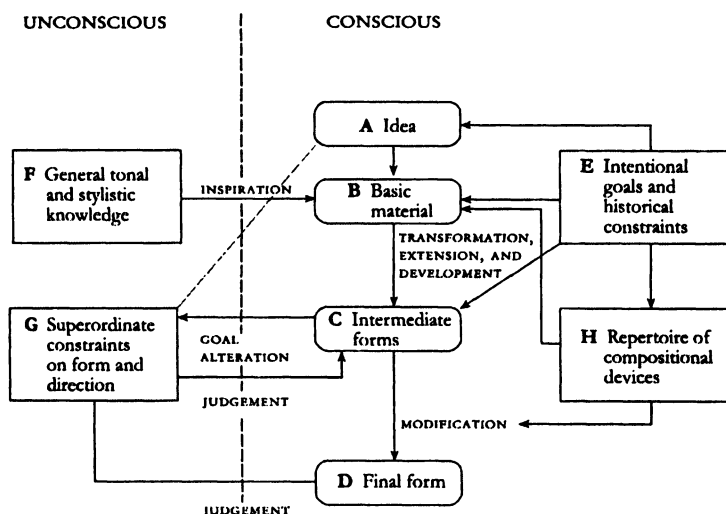 UNCONSCIOUS
CONSCIOUS
A Idea
F General tonal
and stylistic
knowledge
INSPIRATION
B Basic
material
E Intentional
goals and
historical
constraints
TRANSFORMATION,
EXTENSION, AND
DEVELOPMENT
G Superordinate
constraints
on form and
direction
GOAL
ALTERATION
C Intermediate
forms
H Repertoire of
compositional
devices
JUDGEMENT
MODIFICATION
D Final form
JUDGEMENT